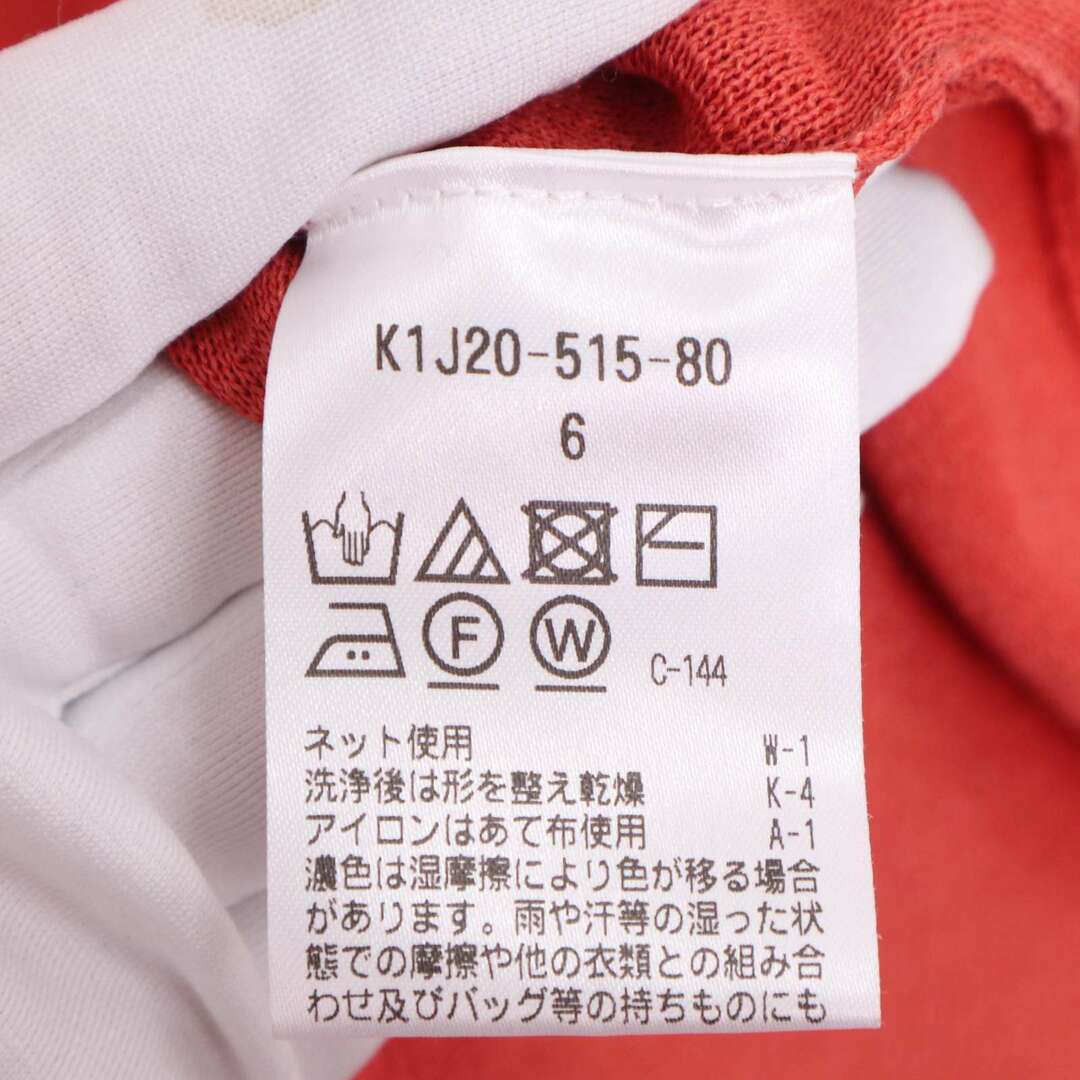 K1J20-515-80
6
F W C-144
ネット使用 W-1
洗浄後は形を整え乾燥 K-4
アイロンはあて布使用 A-1
濃色は湿摩擦により色が移る場合
があります。雨や汗等の湿った状
態での摩擦や他の衣類との組み合
わせ及びバッグ等の持ちものにも